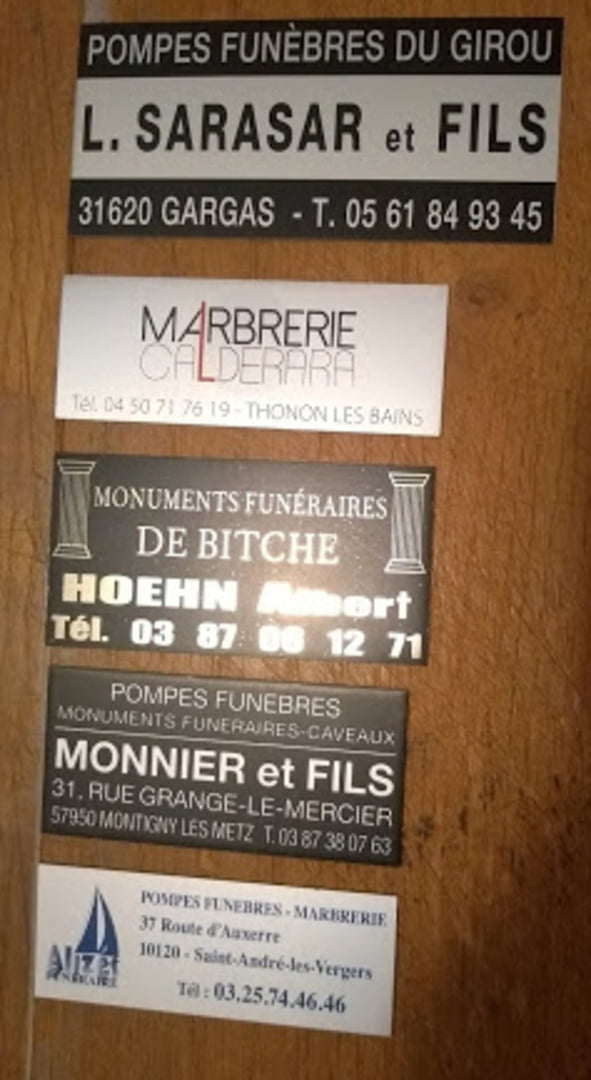 POMPES FUNÈBRES DU GIROU
L. SARASAR et FILS
31620 GARGAS - T. 05 61 84 93 45
MARBRERIE
CALDERARA
Tél. 04 50 71 76 19 - THONON LES BAINS
MONUMENTS FUNÉRAIRES
DE BITCHE
HOEHN Albert
Tél. 03 87 06 12 71
POMPES FUNEBRES
MONUMENTS FUNERAIRES-CAVEAUX
MONNIER et FILS
31. RUE GRANGE-LE-MERCIER
57950 MONTIGNY LES METZ T. 03 87 38 07 63
POMPES FUNEBRES - MARBRERIE
37 Route d'Auxerre
10120 - Saint-André-les-Vergers
Tél : 03.25.74.46.46
Alizés
FUNERAIRE